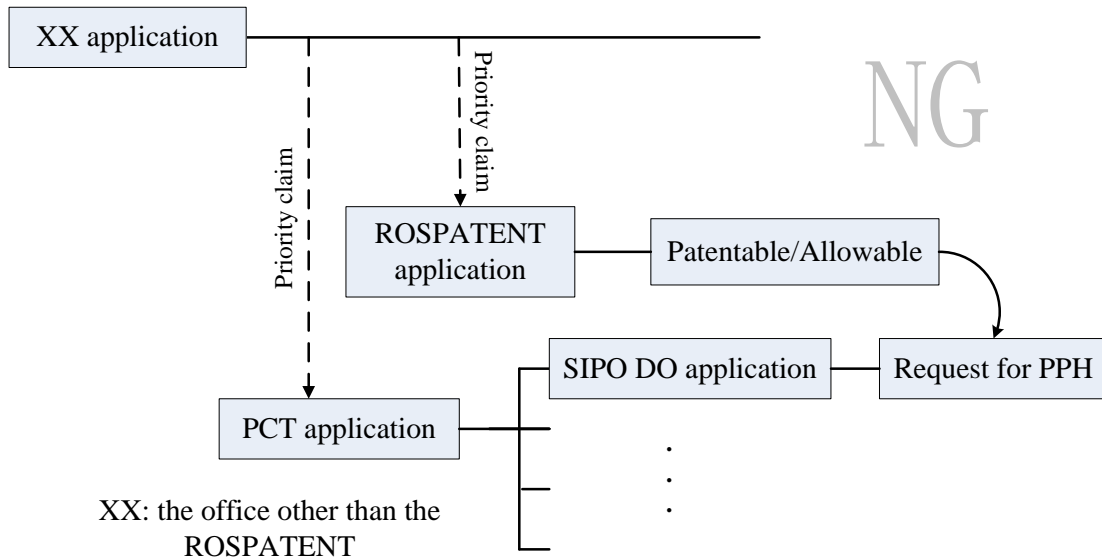 XX application
NG
Priority claim
Priority claim
ROSPATENT
application
Patentable/Allowable
SIPO DO application
Request for PPH
PCT application
XX: the office other than the
ROSPATENT